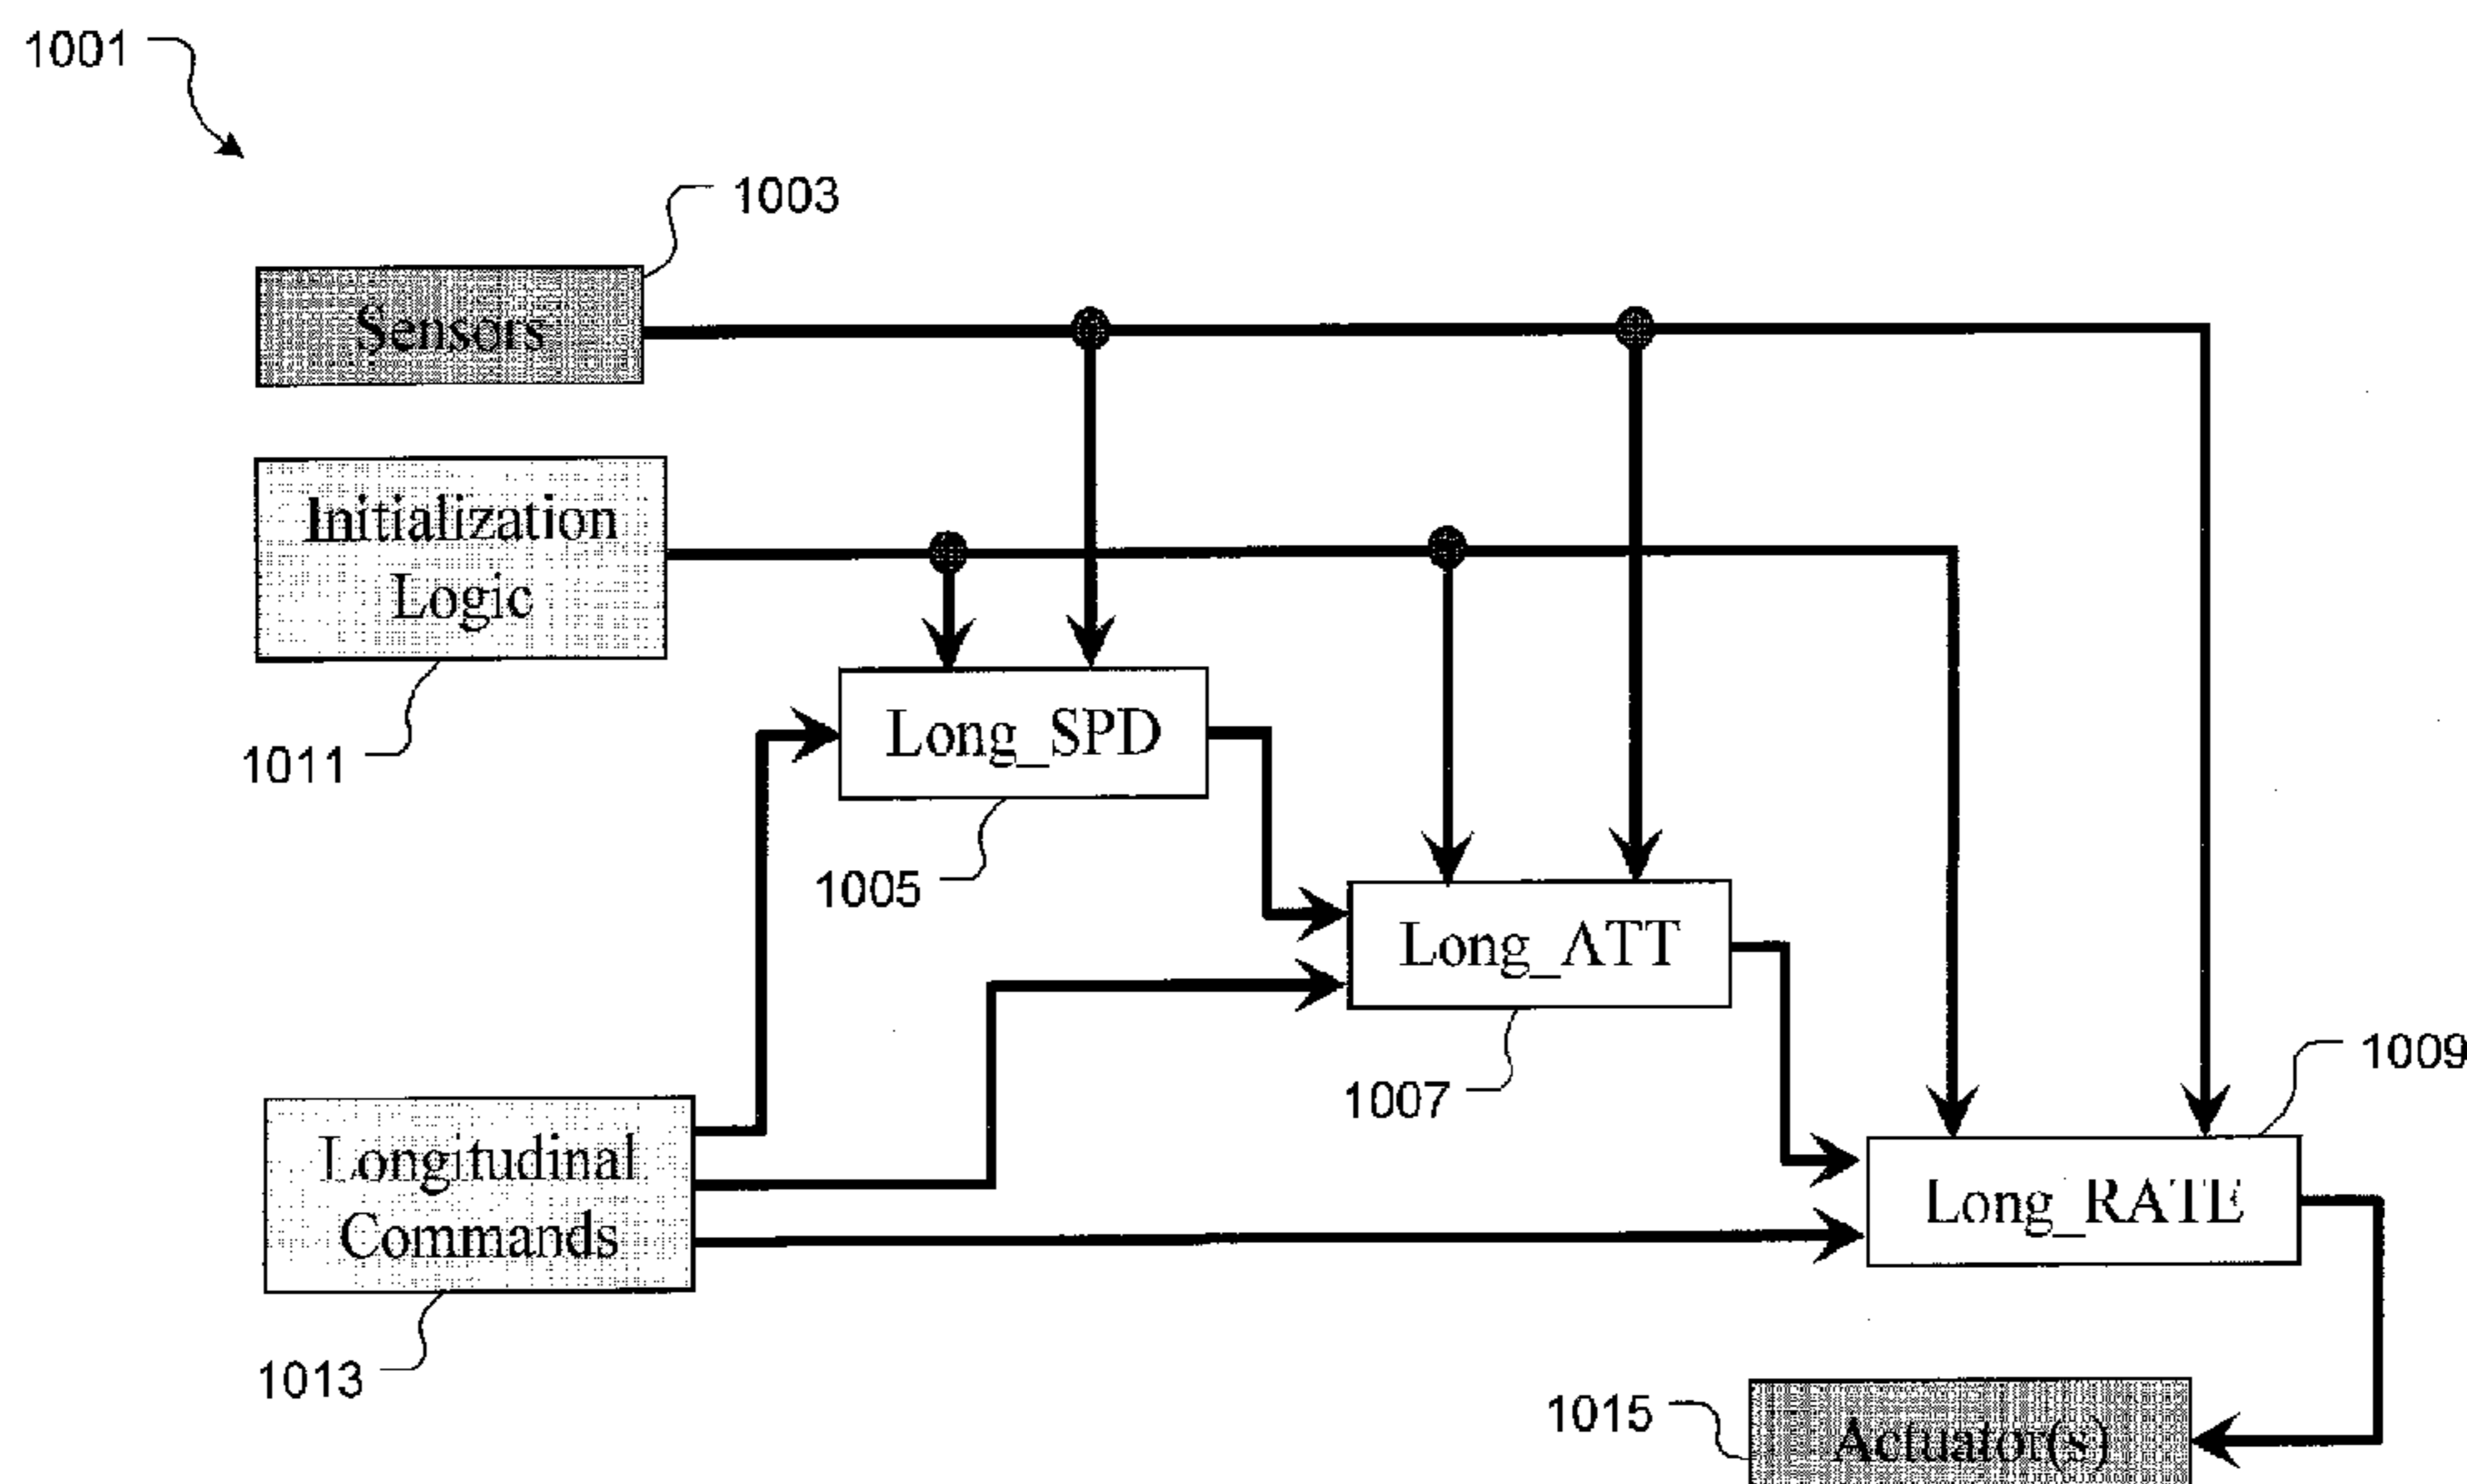 1001
1003
Sensors
Initialization
Logic
1011
Long_SPD
1005
Long_ATT
1007
1009
Long_RATE
Longitudinal
Commands
1013
1015
Actuator(s)